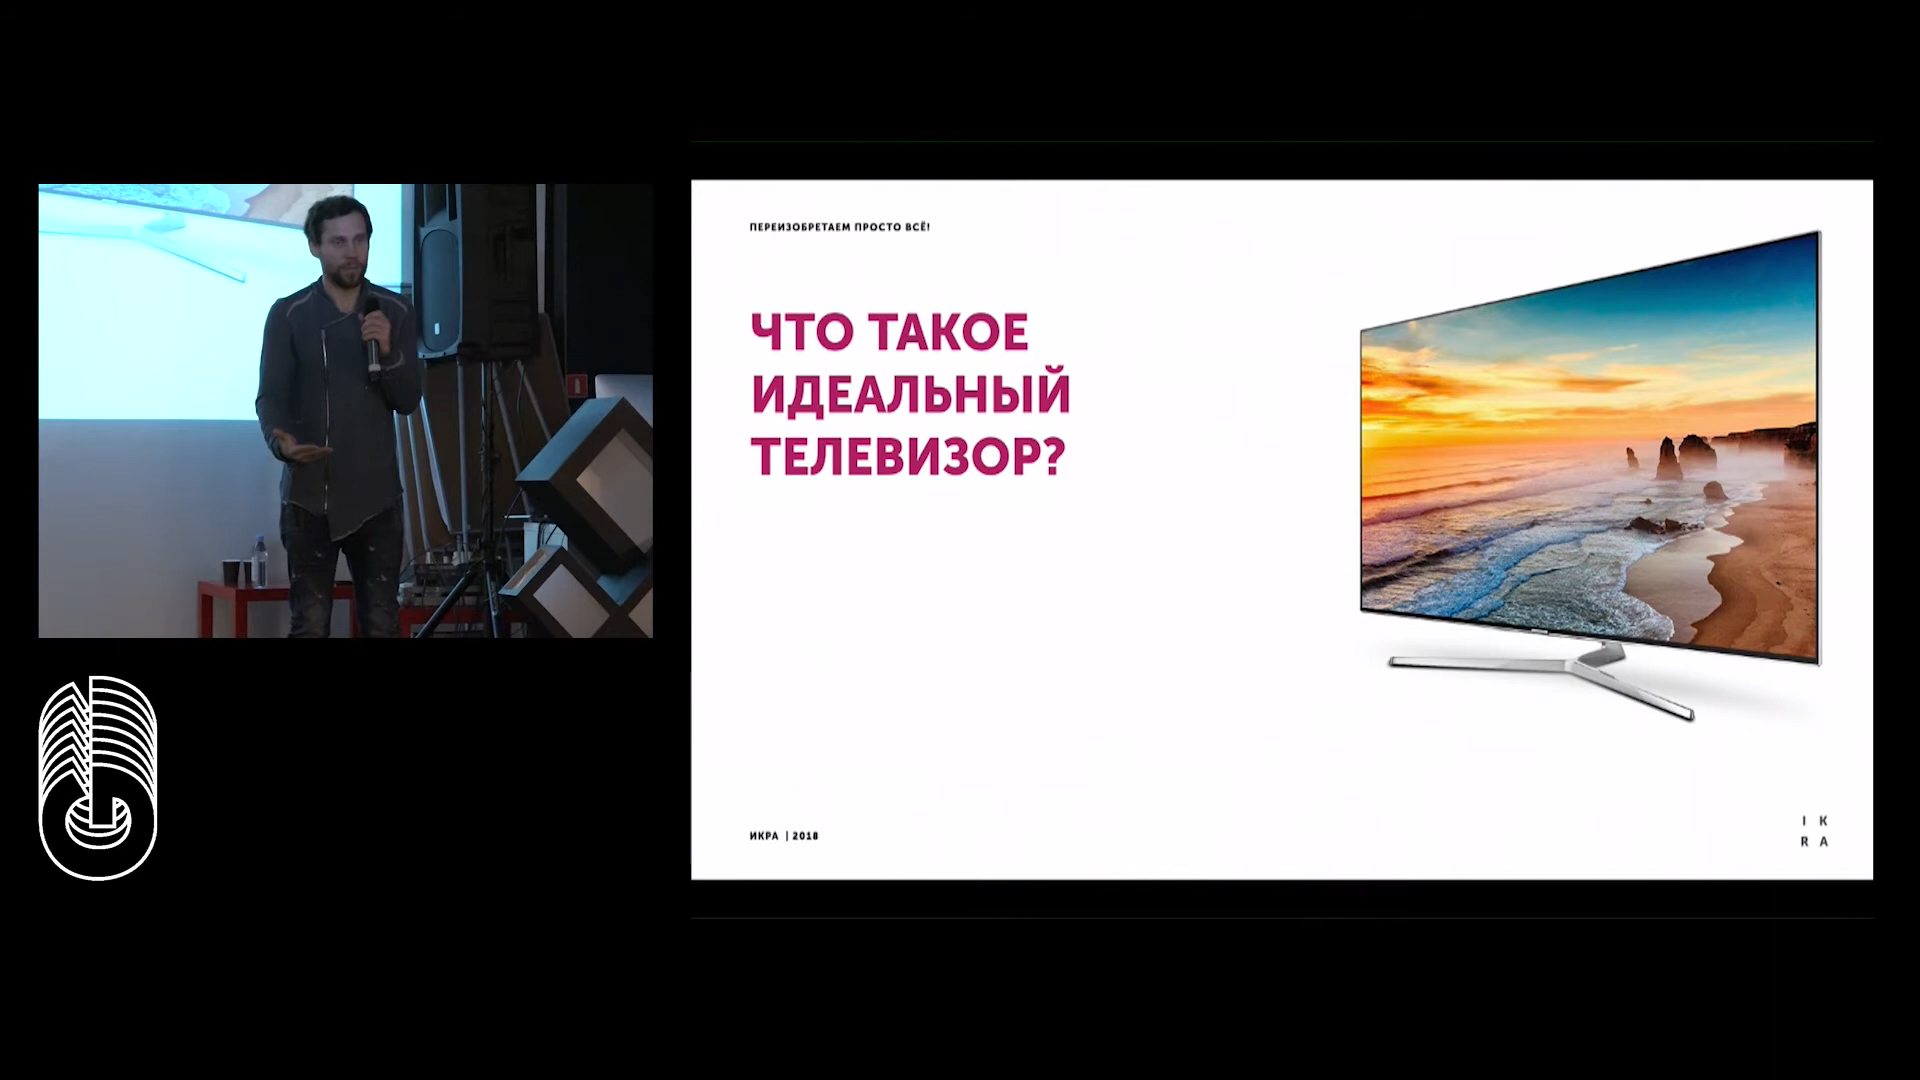 ПЕРЕИЗОБРЕТАЕМ ПРОСТО ВСЁ!
ЧТО ТАКОЕ
ИДЕАЛЬНЫЙ
ТЕЛЕВИЗОР?
ИКРА | 2018
I K
R A